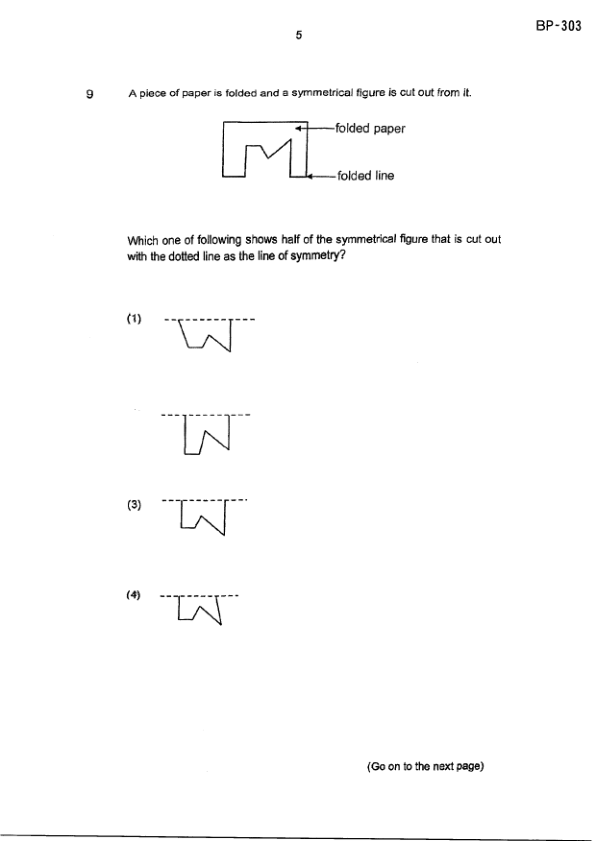 BP-303
5
9 A piece of paper is folded and a symmetrical figure is cut out from it.
folded paper
folded line
Which one of following shows half of the symmetrical figure that is cut out
with the dotted line as the line of symmetry?
(1)
(3)
(4)
(Go on to the next page)